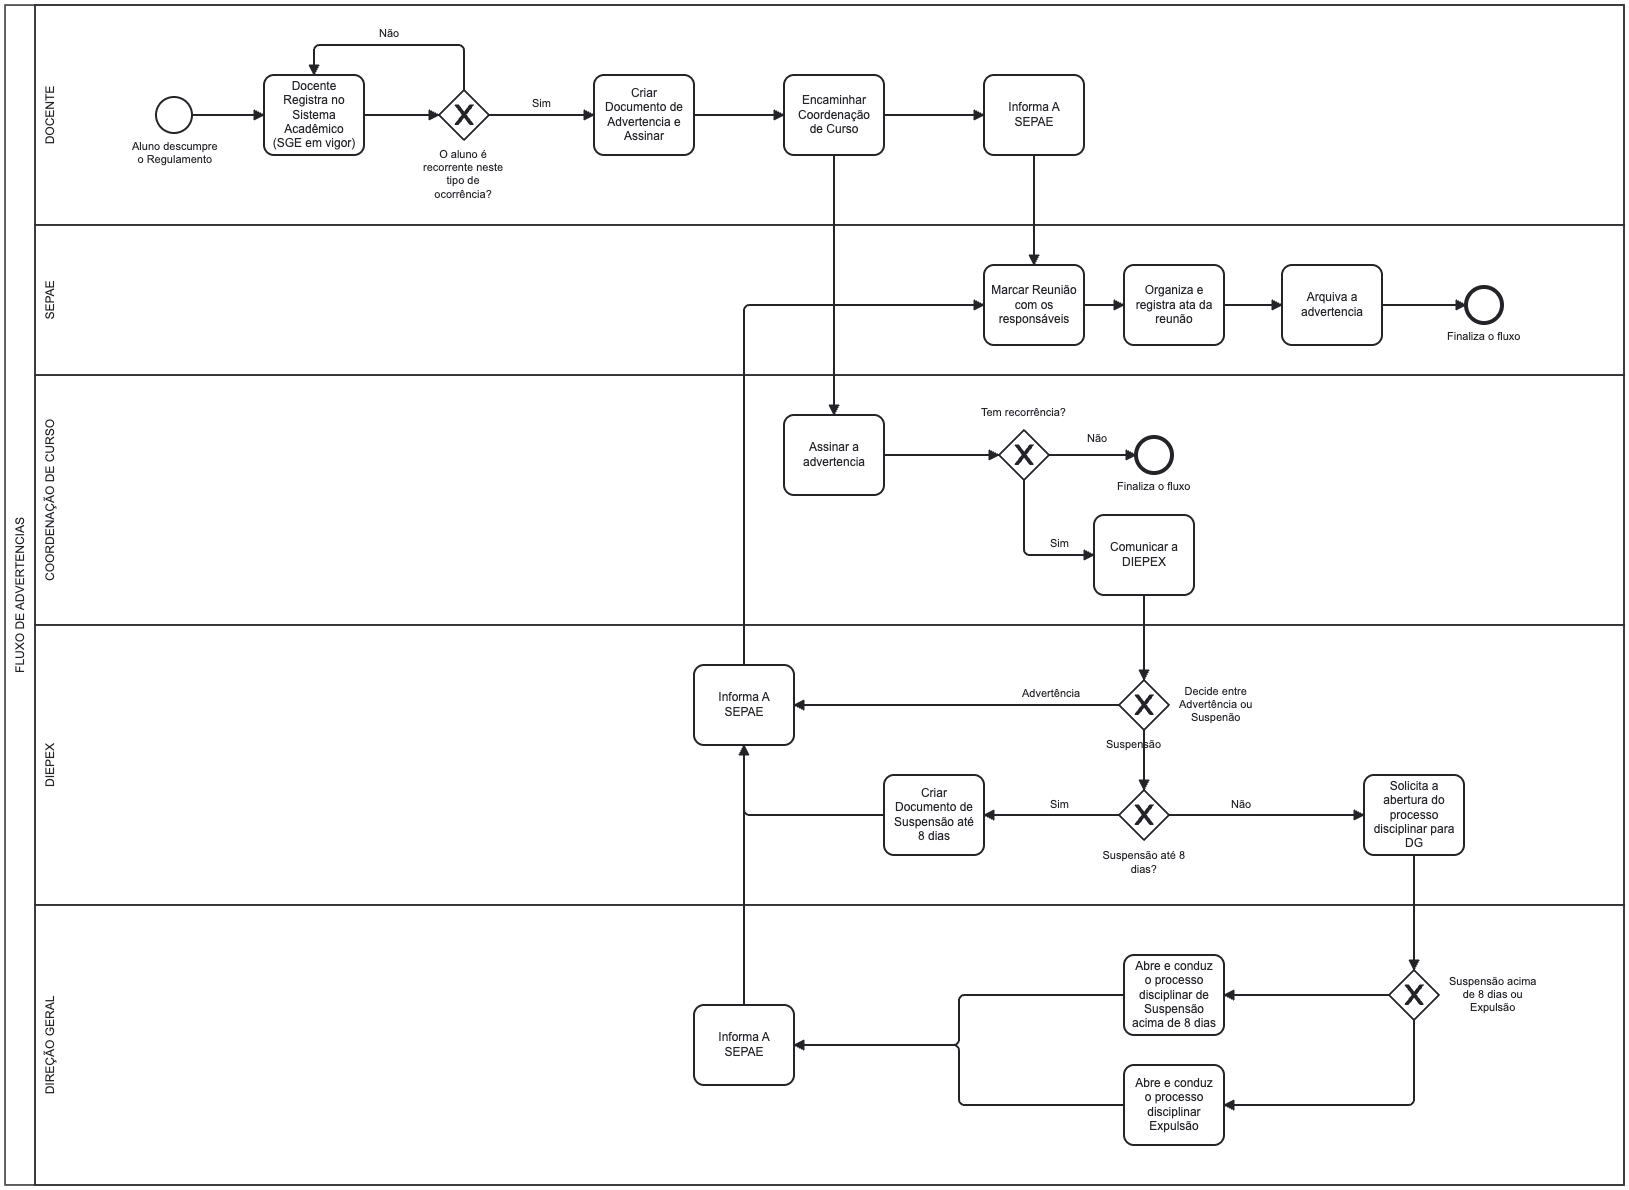 FLUXO DE ADVERTENCIAS
DOCENTE
Não
Aluno descumpre
o Regulamento
Docente
Registra no
Sistema
Acadêmico
(SGE em vigor)
O aluno é
recorrente neste
tipo de
ocorrência?
Sim
Criar
Documento de
Advertencia e
Assinar
Encaminhar
Coordenação
de Curso
Informa A
SEPAE
SEPAE
Marcar Reunião
com os
responsáveis
Organiza e
registra ata da
reunão
Arquiva a
advertencia
Finaliza o fluxo
COORDENAÇÃO DE CURSO
Assinar a
advertencia
Tem recorrência?
Não
Finaliza o fluxo
Sim
Comunicar a
DIEPEX
DIEPEX
Informa A
SEPAE
Advertência
Decide entre
Advertência ou
Suspenão
Suspensão
Criar
Documento de
Suspensão até
8 dias
Sim
Suspensão até 8
dias?
Não
Solicita a
abertura do
processo
disciplinar para
DG
DIREÇÃO GERAL
Informa A
SEPAE
Abre e conduz
o processo
disciplinar de
Suspensão
acima de 8 dias
Suspensão acima
de 8 dias ou
Expulsão
Abre e conduz
o processo
disciplinar
Expulsão